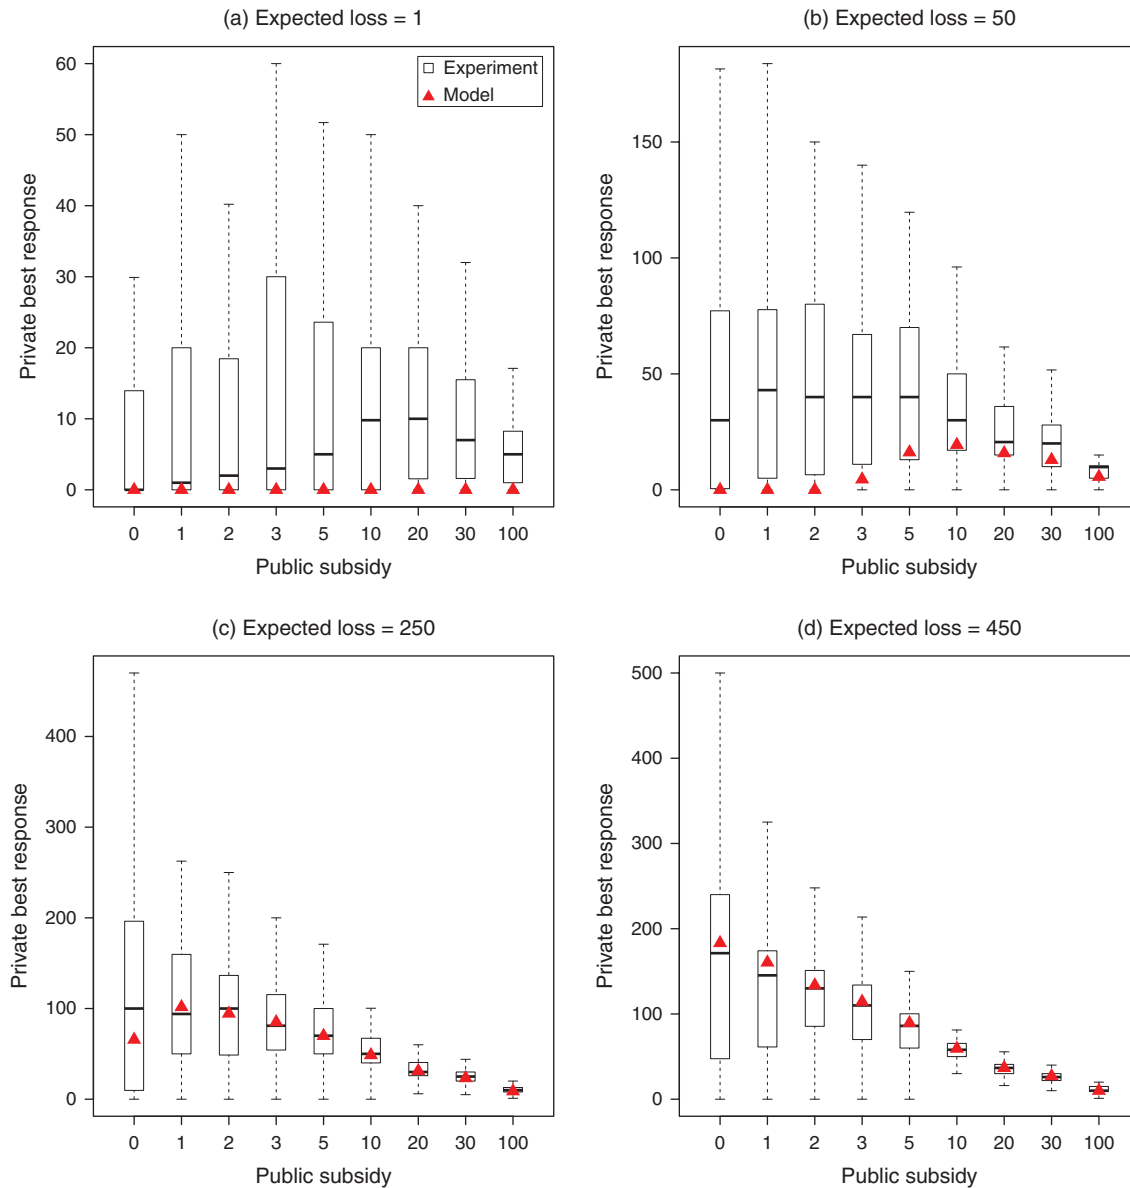 (a) Expected loss = 1
60
50
40
30
20
10
0
Private best response
Experiment
Model
0 1 2 3 5 10 20 30 100
Public subsidy
(b) Expected loss = 50
150
100
50
0
Private best response
0 1 2 3 5 10 20 30 100
Public subsidy
(c) Expected loss = 250
400
300
200
100
0
Private best response
0 1 2 3 5 10 20 30 100
Public subsidy
(d) Expected loss = 450
500
400
300
200
100
0
Private best response
0 1 2 3 5 10 20 30 100
Public subsidy